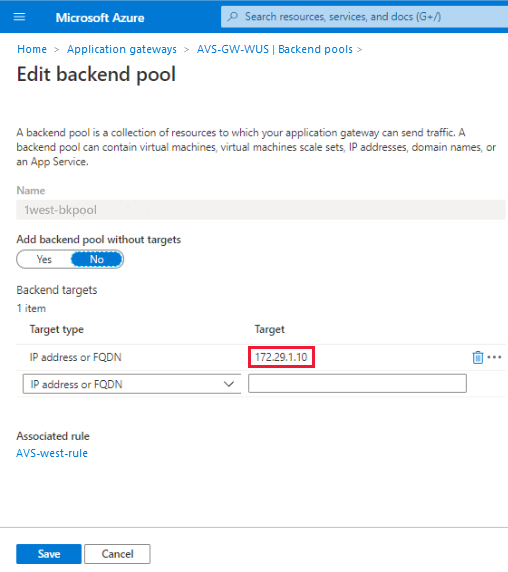 Microsoft Azure
Search resources, services, and docs (G+/)
Home > Application gateways > AVS-GW-WUS | Backend pools >
Edit backend pool
A backend pool is a collection of resources to which your application gateway can send traffic. A
backend pool can contain virtual machines, virtual machines scale sets, IP addresses, domain names, or
an App Service.
Name
1west-bkpool
Add backend pool without targets
Yes No
Backend targets
1 item
Target type Target
IP address or FQDN 172.29.1.10
IP address or FQDN
Associated rule
AVS-west-rule
Save Cancel